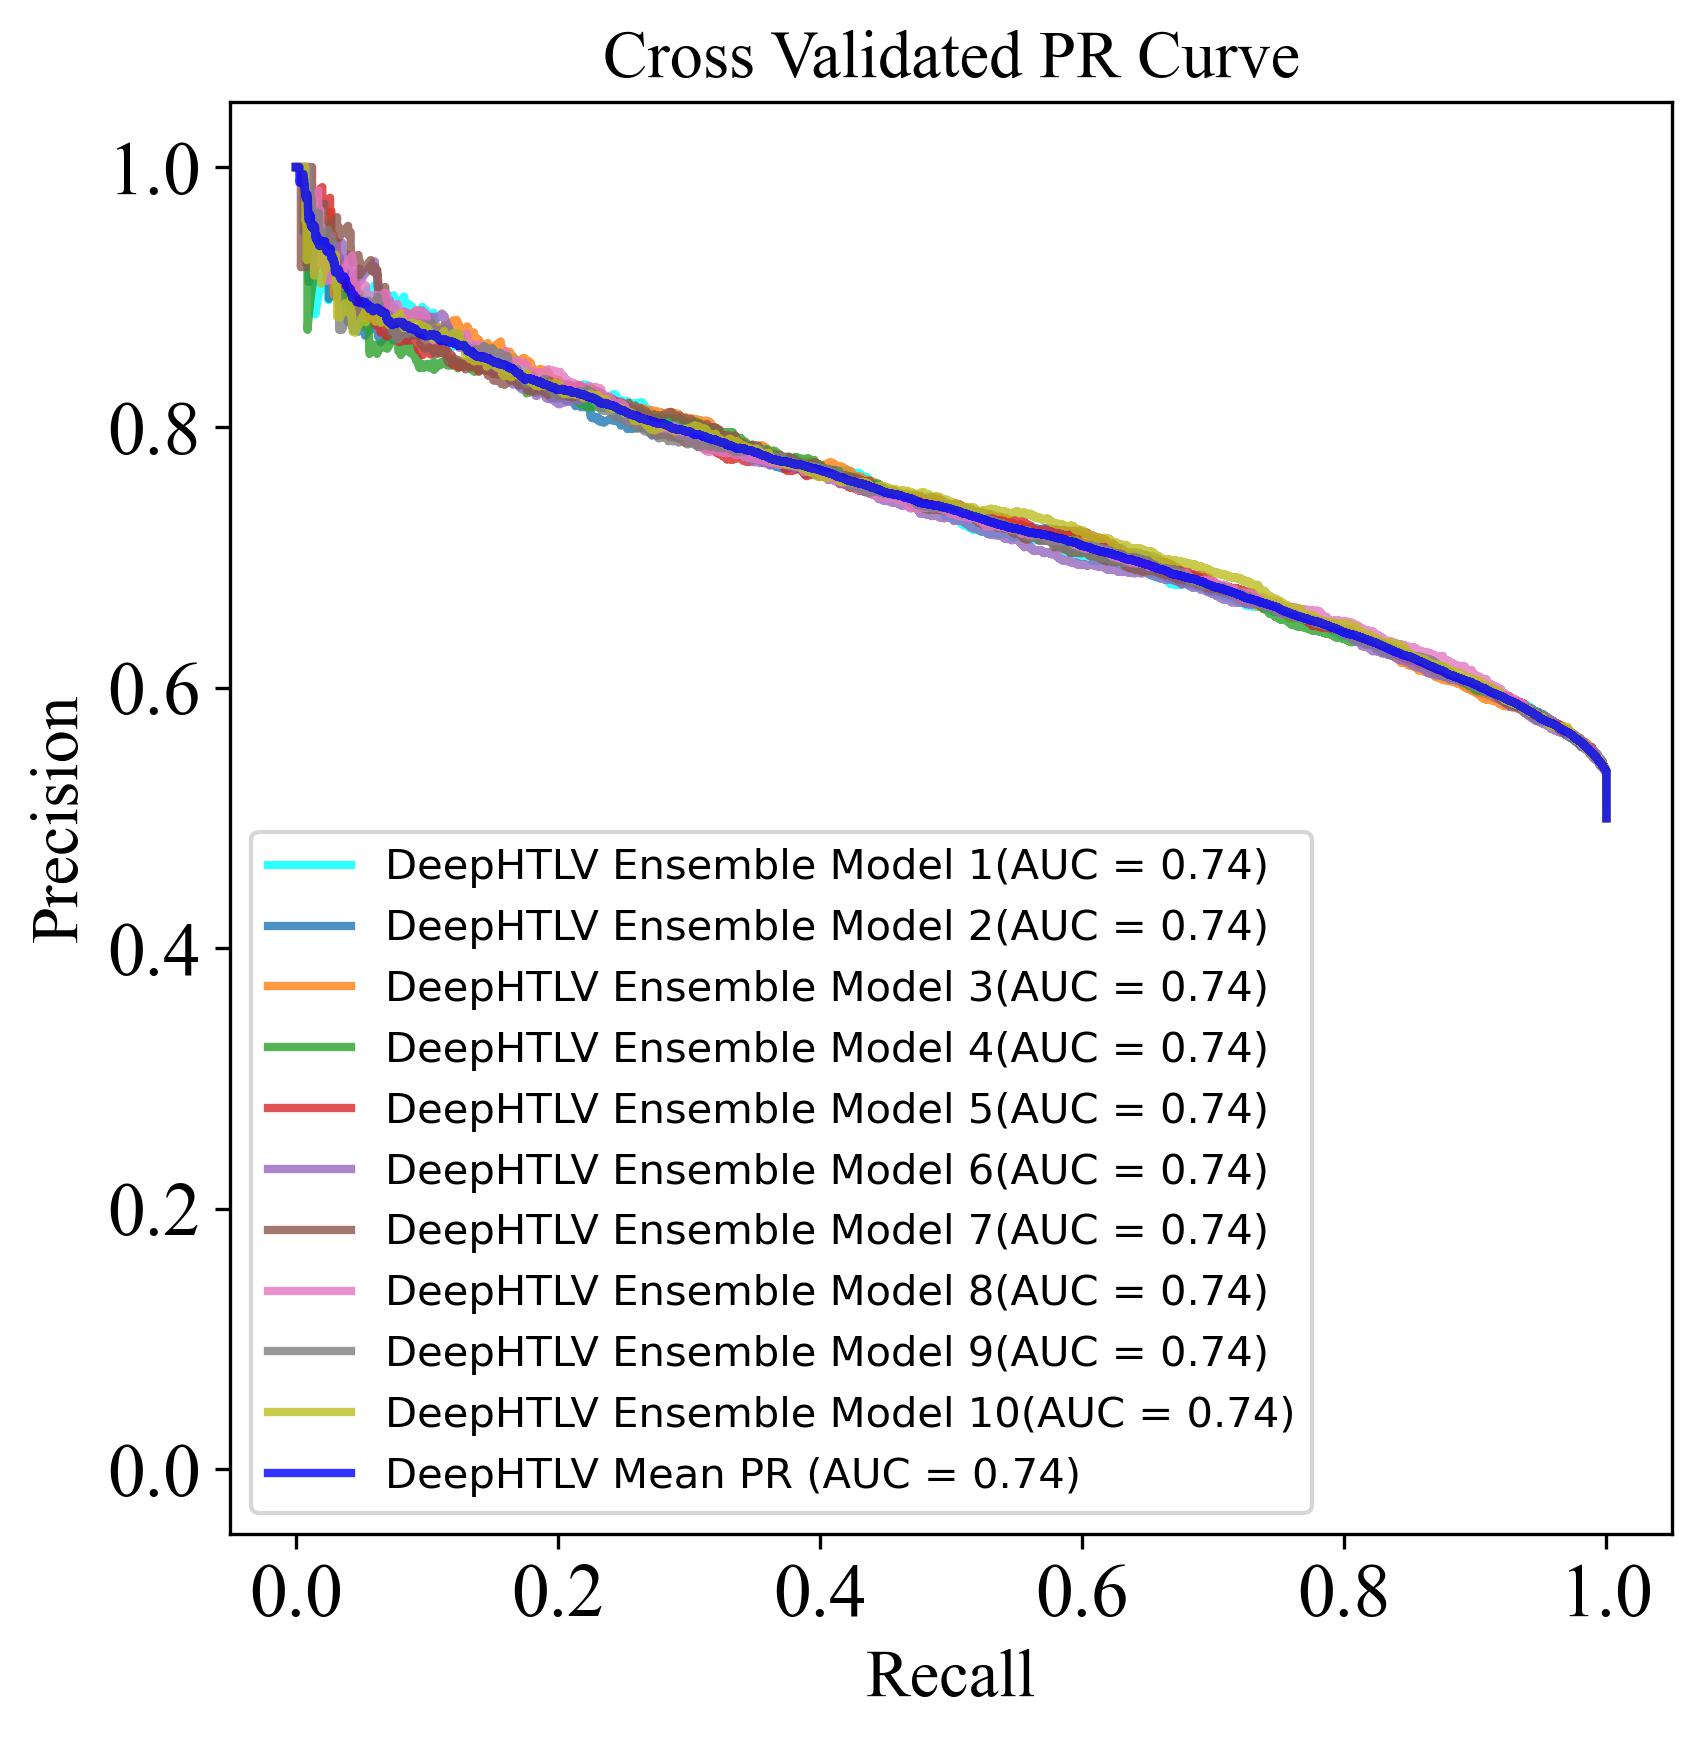 Cross Validated PR Curve
1.0
0.8
0.6
0.4
0.2
0.0
Precision
DeepHTLV Ensemble Model 1(AUC = 0.74)
DeepHTLV Ensemble Model 2(AUC = 0.74)
DeepHTLV Ensemble Model 3(AUC = 0.74)
DeepHTLV Ensemble Model 4(AUC = 0.74)
DeepHTLV Ensemble Model 5(AUC = 0.74)
DeepHTLV Ensemble Model 6(AUC = 0.74)
DeepHTLV Ensemble Model 7(AUC = 0.74)
DeepHTLV Ensemble Model 8(AUC = 0.74)
DeepHTLV Ensemble Model 9(AUC = 0.74)
DeepHTLV Ensemble Model 10(AUC = 0.74)
DeepHTLV Mean PR (AUC = 0.74)
0.0 0.2 0.4 0.6 0.8 1.0
Recall